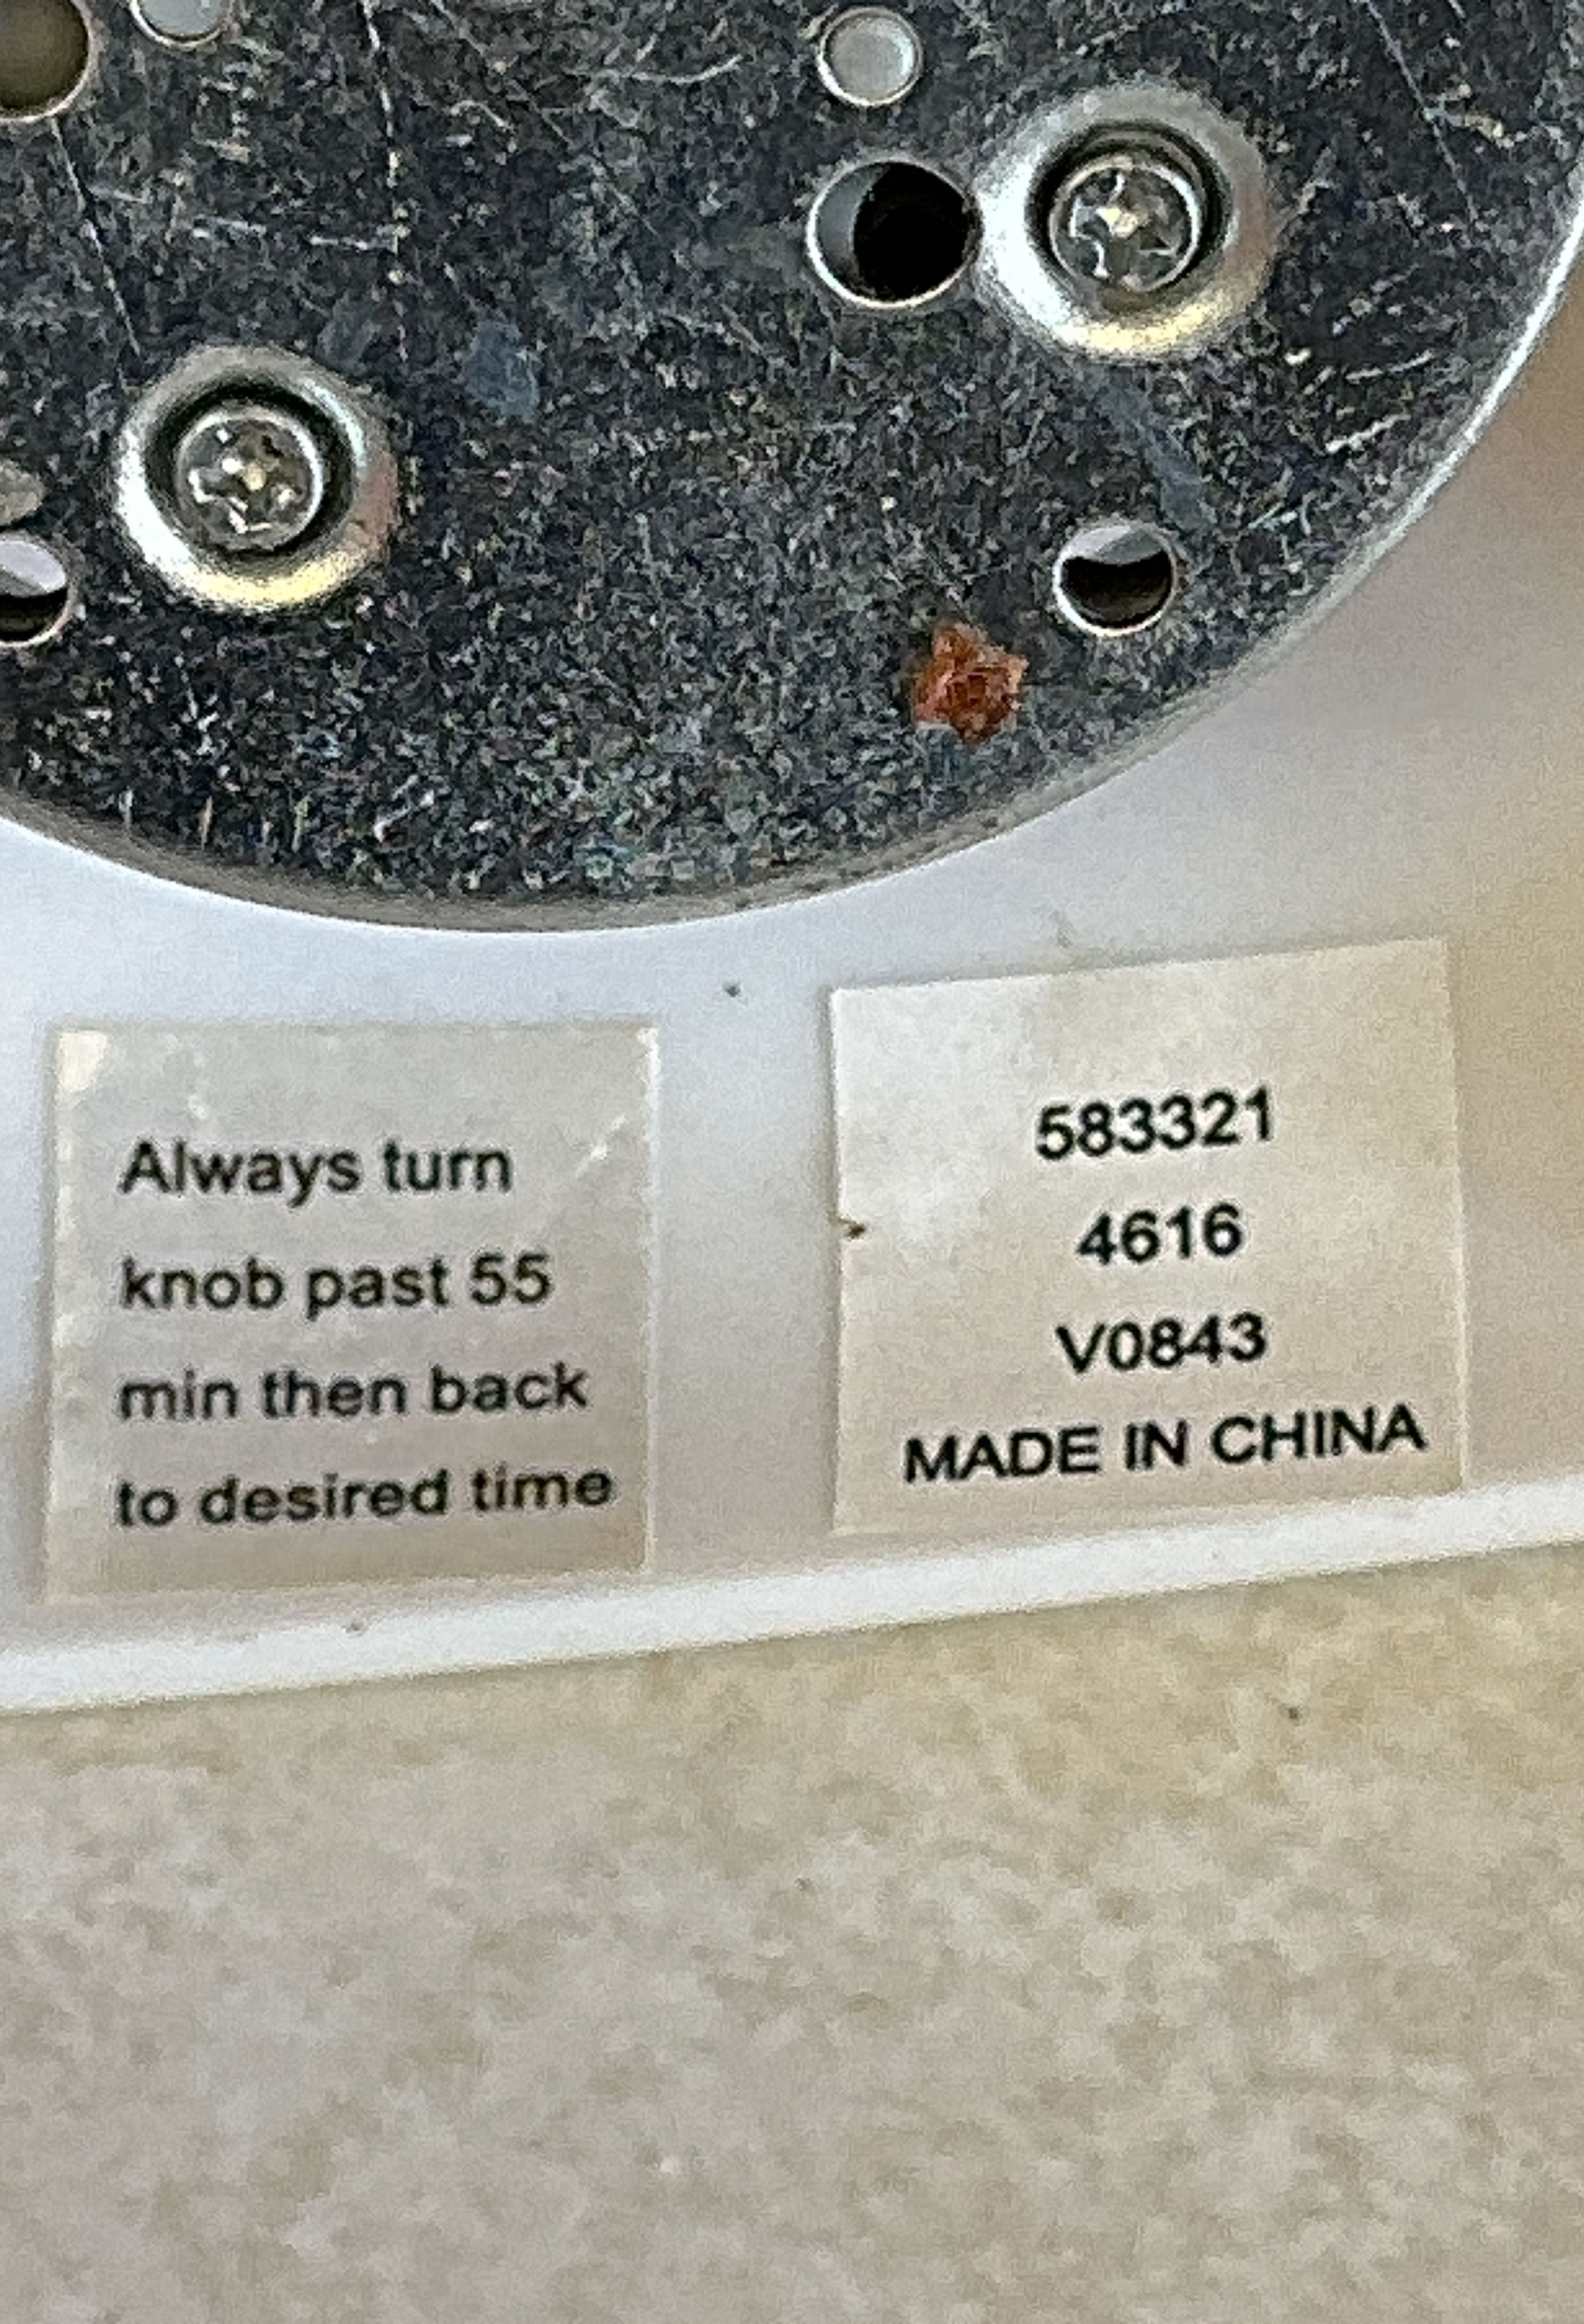 Always turn
knob past 55
min then back
to desired time
583321
4616
V0843
MADE IN CHINA